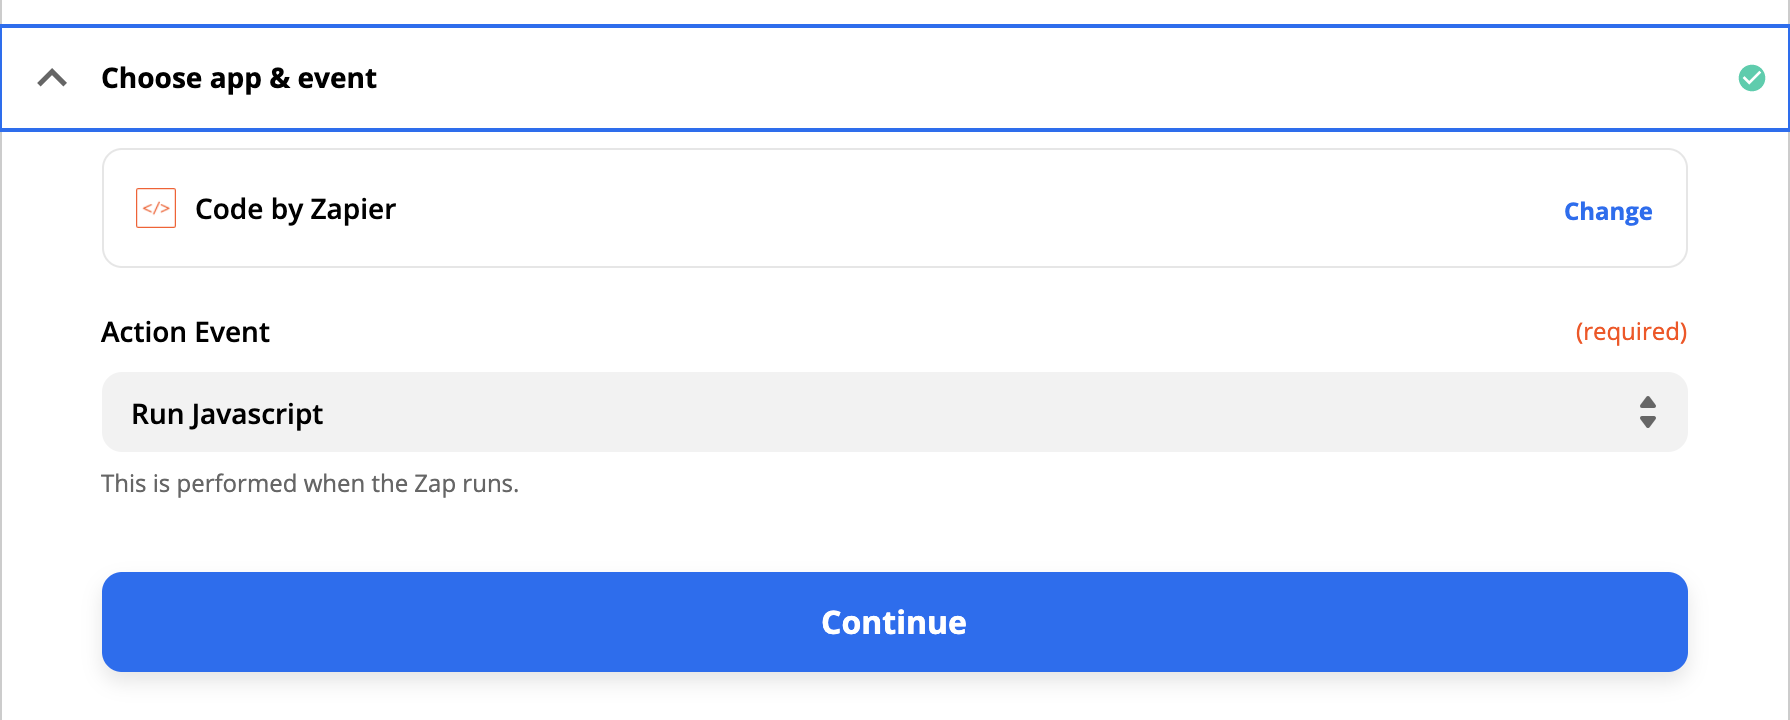 Choose app & event
</> Code by Zapier Change
Action Event (required)
Run Javascript
This is performed when the Zap runs.
Continue